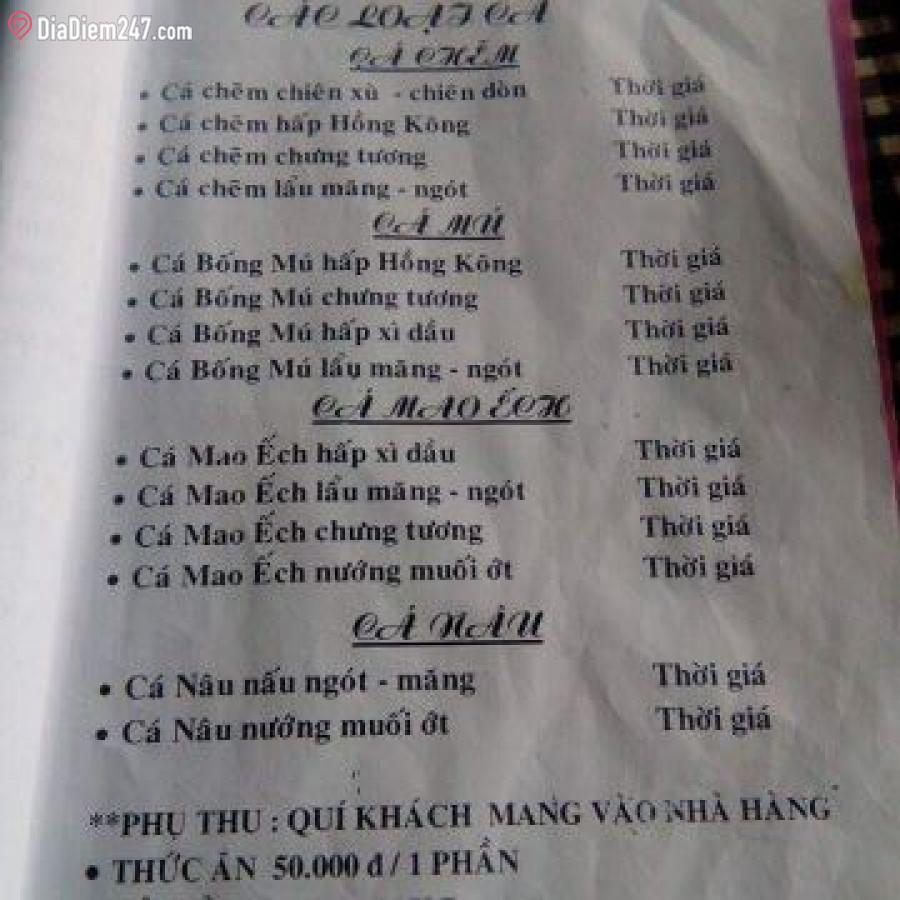 DiaDiem247.com
CÁC LOẠI CÁ
CÁ CHẼM
• Cá chẽm chiên xù - chiên dòn Thời giá
• Cá chẽm hấp Hồng Kông Thời giá
• Cá chẽm chưng tương Thời giá
• Cá chẽm lẩu măng - ngót Thời giá
CÁ MÚ
• Cá Bống Mú hấp Hồng Kông Thời giá
• Cá Bống Mú chưng tương Thời giá
• Cá Bống Mú hấp xì dầu Thời giá
• Cá Bống Mú lẩu măng - ngót Thời giá
CÁ MAO ẾCH
• Cá Mao Ếch hấp xì dầu Thời giá
• Cá Mao Ếch lẩu măng - ngót Thời giá
• Cá Mao Ếch chưng tương Thời giá
• Cá Mao Ếch nướng muối ớt Thời giá
CÁ NÂU
• Cá Nâu nấu ngót - măng Thời giá
• Cá Nâu nướng muối ớt Thời giá
**PHỤ THU : QUÍ KHÁCH MANG VÀO NHÀ HÀNG
• THỨC ĂN 50.000 đ / 1 PHẦN